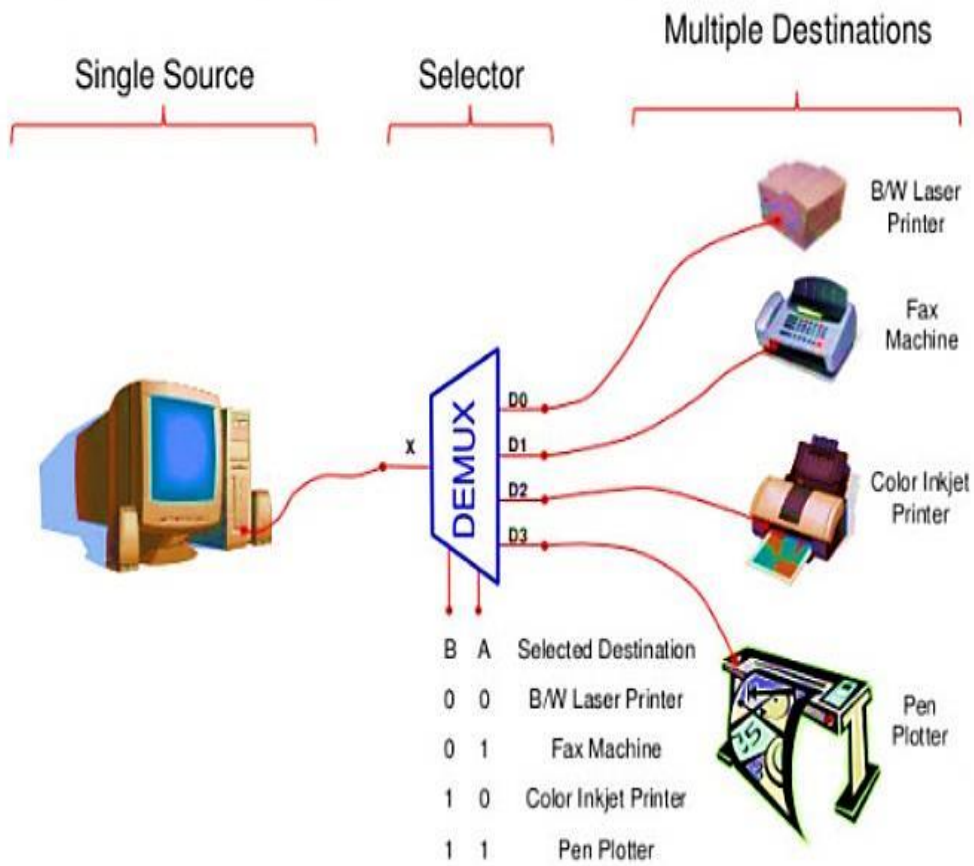 Single Source
Selector
Multiple Destinations
B/W Laser
Printer
Fax
Machine
Color Inkjet
Printer
Pen
Plotter
X
DEMUX
D0
D1
D2
D3
B A Selected Destination
0 0 B/W Laser Printer
0 1 Fax Machine
1 0 Color Inkjet Printer
1 1 Pen Plotter